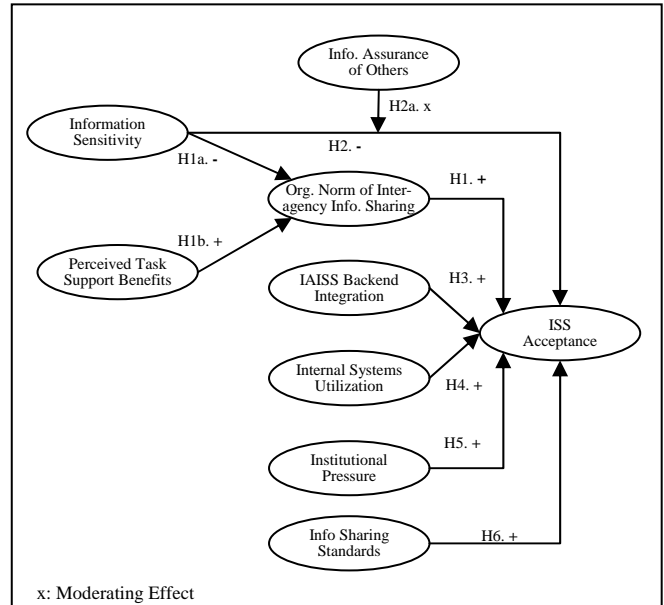 Info. Assurance
of Others
H2a. x
Information
Sensitivity
H2. -
H1a. -
Org. Norm of Inter-
agency Info. Sharing
H1. +
H1b. +
Perceived Task
Support Benefits
IAISS Backend
Integration
H3. +
ISS
Acceptance
Internal Systems
Utilization
H4. +
Institutional
Pressure
H5. +
Info Sharing
Standards
H6. +
x: Moderating Effect